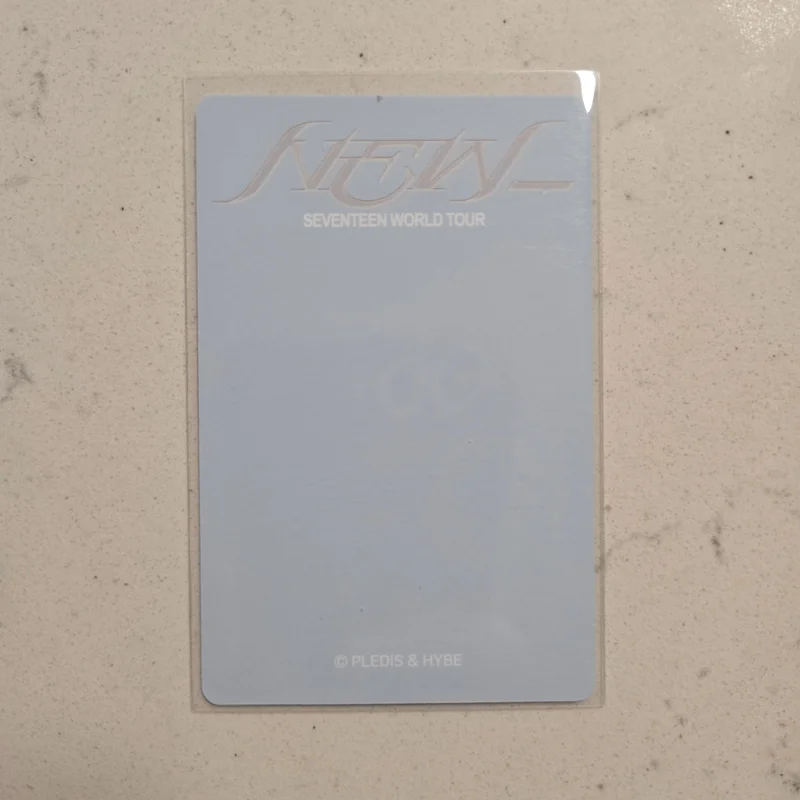 NEW_
SEVENTEEN WORLD TOUR
© PLEDIS & HYBE